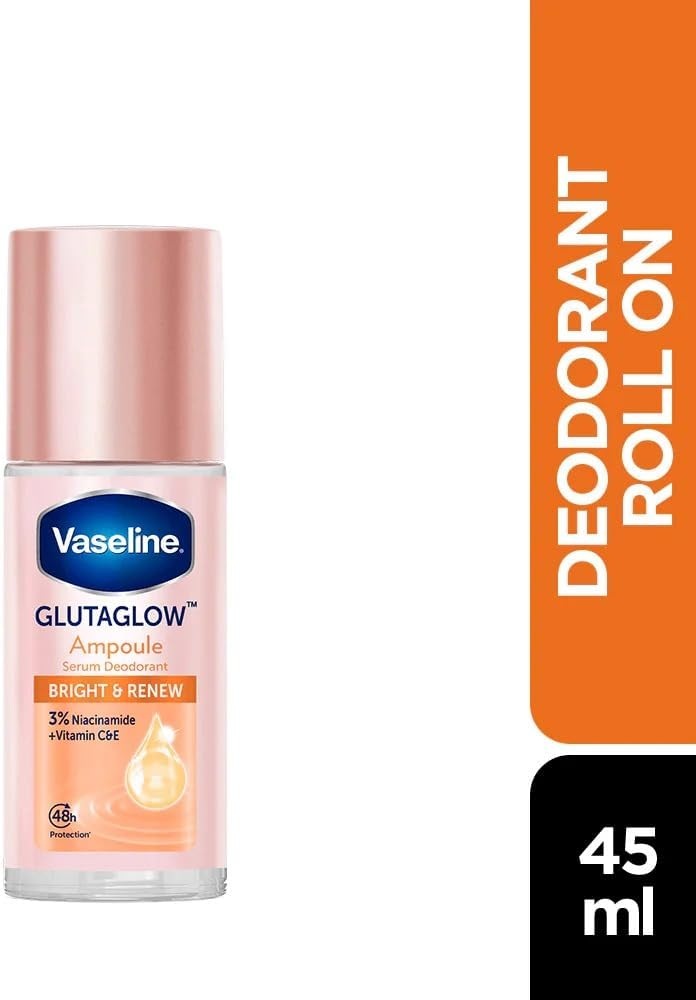 Vaseline.
GLUTAGLOW™
Ampoule
Serum Deodorant
BRIGHT & RENEW
3% Niacinamide
+Vitamin C&E
48h
Protection*
DEODORANT
ROLL ON
45
ml